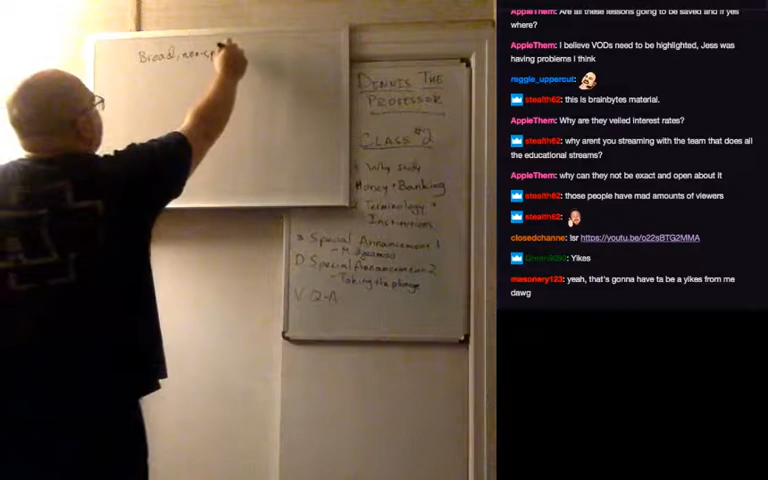 Broad, non-sp
DENNIS THE
PROFESSOR
CLASS #2
Why study
Money + Banking
Terminology +
Institutions
Special Announcement 1
D Special Announcement 2
- Taking the plunge
V Q-A
AppleThem: Are all these lessons going to be saved and if yes
where?
AppleThem: I believe VODs need to be highlighted, Jess was
having problems I think
reggie_uppercut:
stealth62: this is brainbytes material.
AppleThem: Why are they veiled interest rates?
stealth62: why arent you streaming with the team that does all
the educational streams?
AppleThem: why can they not be exact and open about it
stealth62: those people have mad amounts of viewers
stealth62:
closedchanne: !sr https://youtu.be/o22sBTG2MMA
Yikes
masonery123: yeah, that's gonna have ta be a yikes from me
dawg